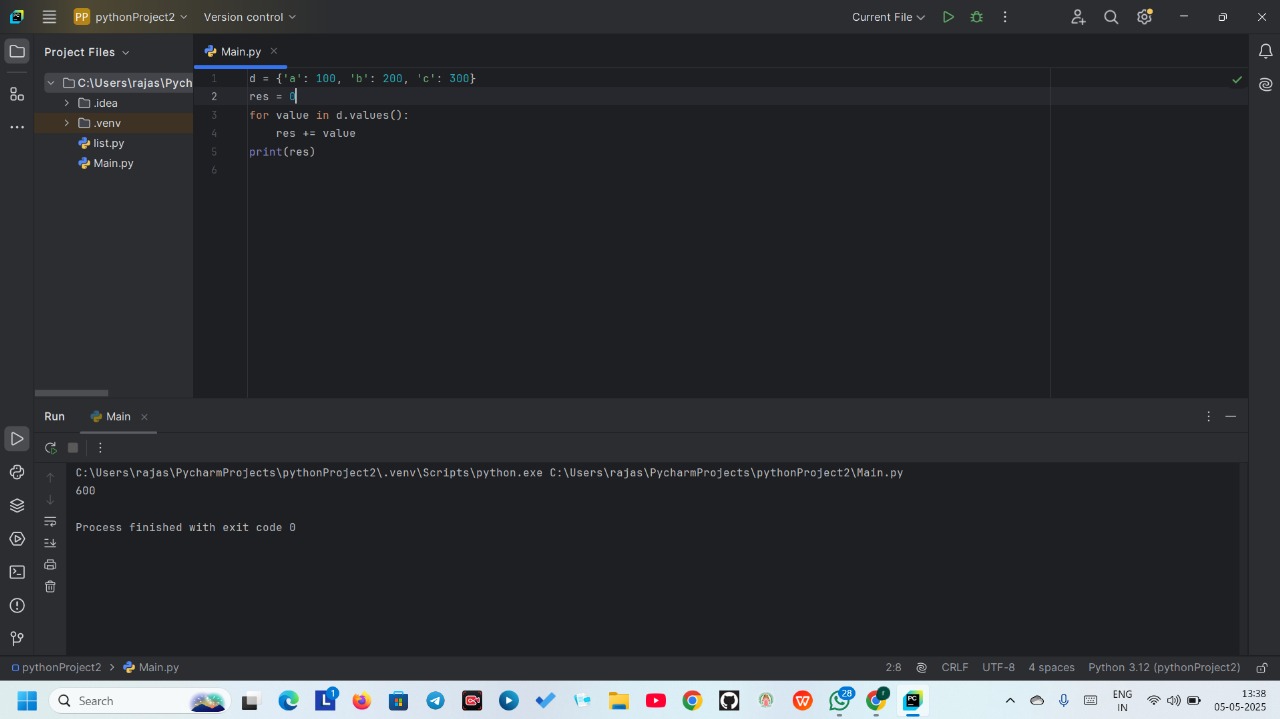 PP pythonProject2 Version control Current File
Project Files Main.py
C:\Users\rajas\Pych
.idea
.venv
list.py
Main.py
1 d = {'a': 100, 'b': 200, 'c': 300}
2 res = 0
3 for value in d.values():
4     res += value
5 print(res)
6
Run Main
C:\Users\rajas\PycharmProjects\pythonProject2\.venv\Scripts\python.exe C:\Users\rajas\PycharmProjects\pythonProject2\Main.py
600
Process finished with exit code 0
pythonProject2 Main.py 2:8 CRLF UTF-8 4 spaces Python 3.12 (pythonProject2)
Search L 1 W 28 r PC ENG IN 13:38 05-05-2025